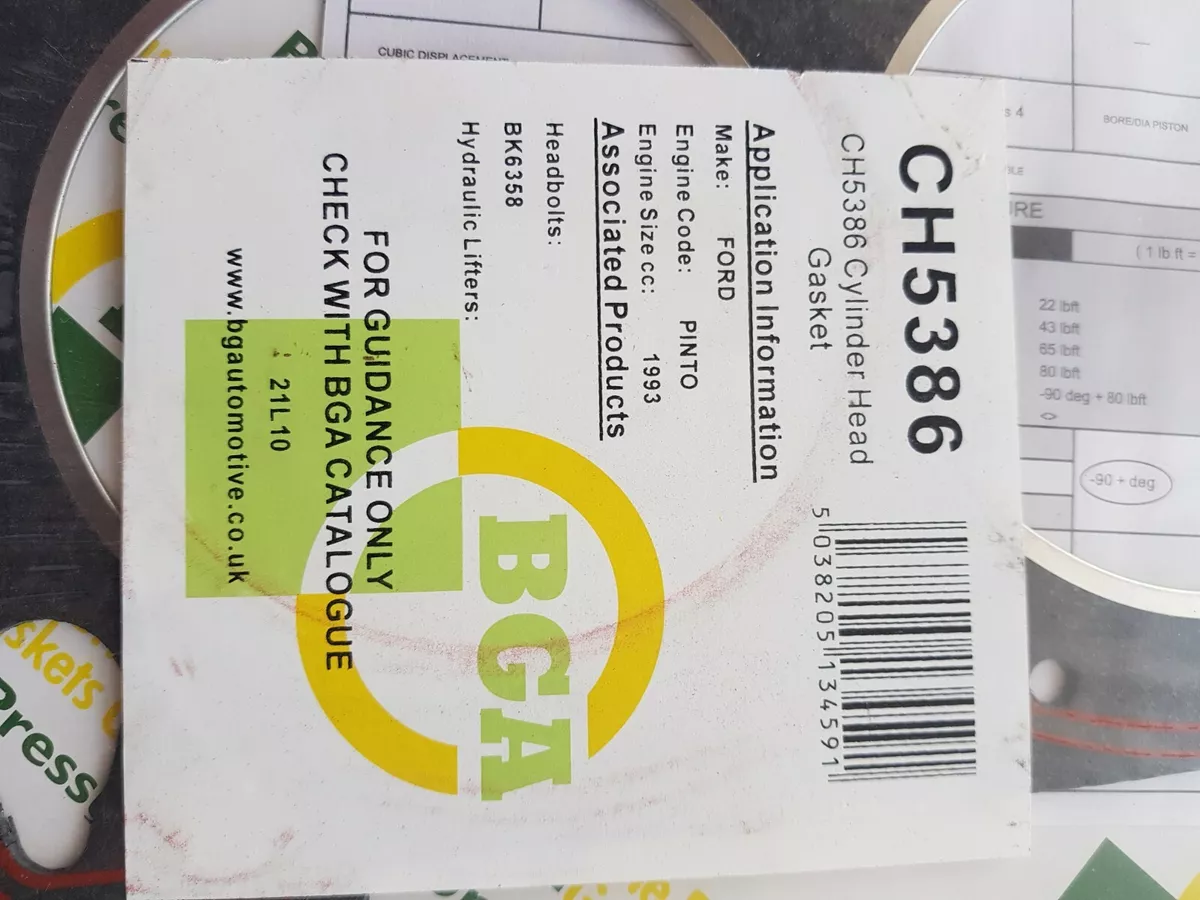 CH5386
CH5386 Cylinder Head
Gasket
5 038205 134591
Application Information
Make: FORD
Engine Code: PINTO
Engine Size cc: 1993
Associated Products
Headbolts:
BK6358
Hydraulic Lifters:
BGA
FOR GUIDANCE ONLY
CHECK WITH BGA CATALOGUE
21L10
www.bgautomotive.co.uk
CUBIC DISPLACEMENT
4
BORE/DIA PISTON
( 1 lb ft =
22 lbft
43 lbft
65 lbft
80 lbft
-90 deg + 80 lbft
<>
-90 + deg
skets
Press